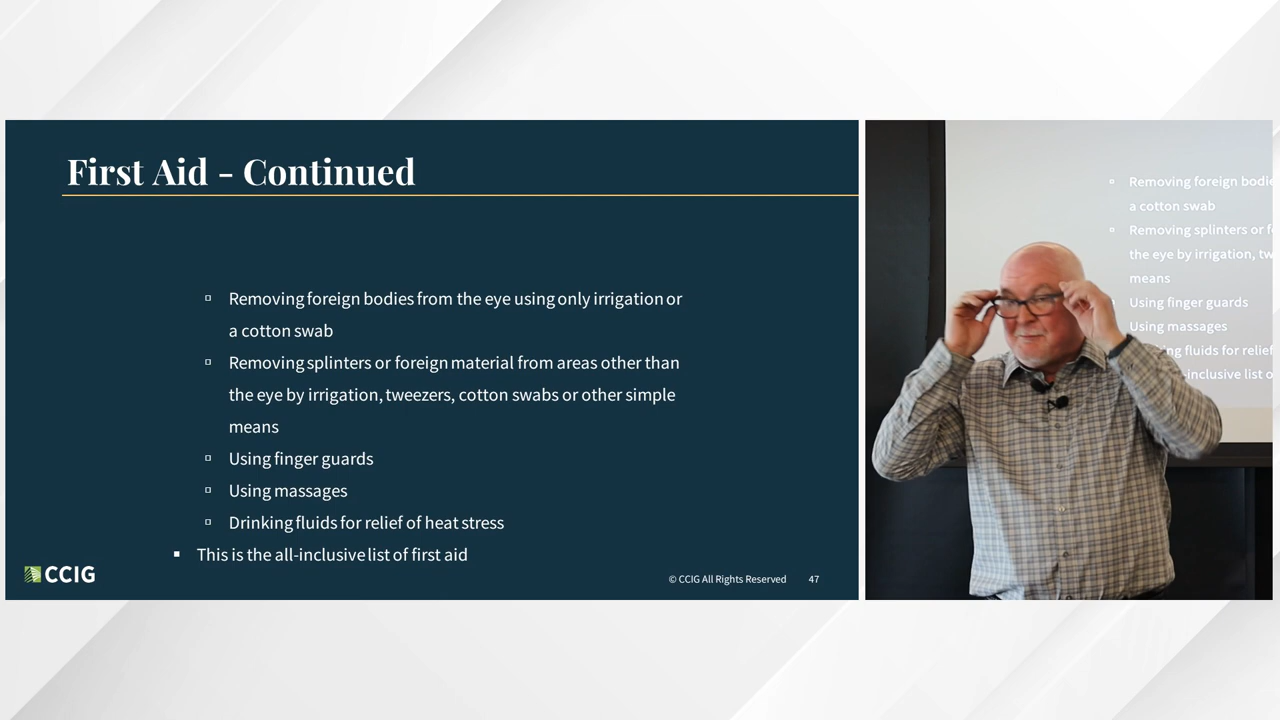 First Aid - Continued
Removing foreign bodies from the eye using only irrigation or
a cotton swab
Removing splinters or foreign material from areas other than
the eye by irrigation, tweezers, cotton swabs or other simple
means
Using finger guards
Using massages
Drinking fluids for relief of heat stress
This is the all-inclusive list of first aid
CCIG
© CCIG All Rights Reserved 47
Removing foreign
a cotton swab
Removing splinters or
the eye by irrigation,
means
Using finger guards
Using massages
fluids for relief
-inclusive list